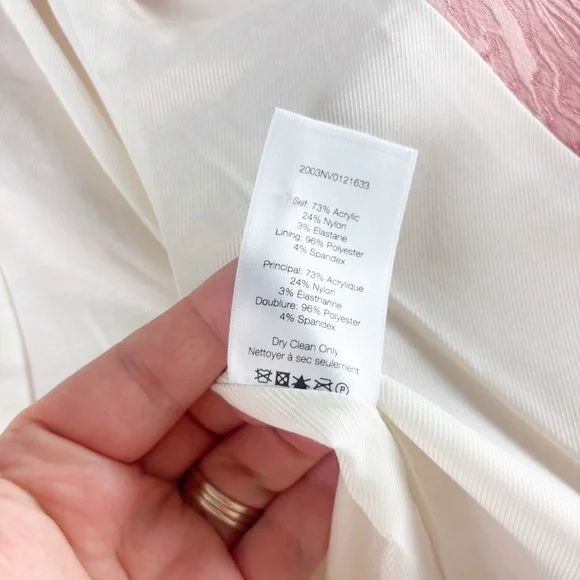 2003NV0121633
Self: 73% Acrylic
24% Nylon
3% Elastane
Lining: 96% Polyester
4% Spandex
Principal: 73% Acrylique
24% Nylon
3% Élasthanne
Doublure: 96% Polyester
4% Spandex
Dry Clean Only
Nettoyer à sec seulement
P